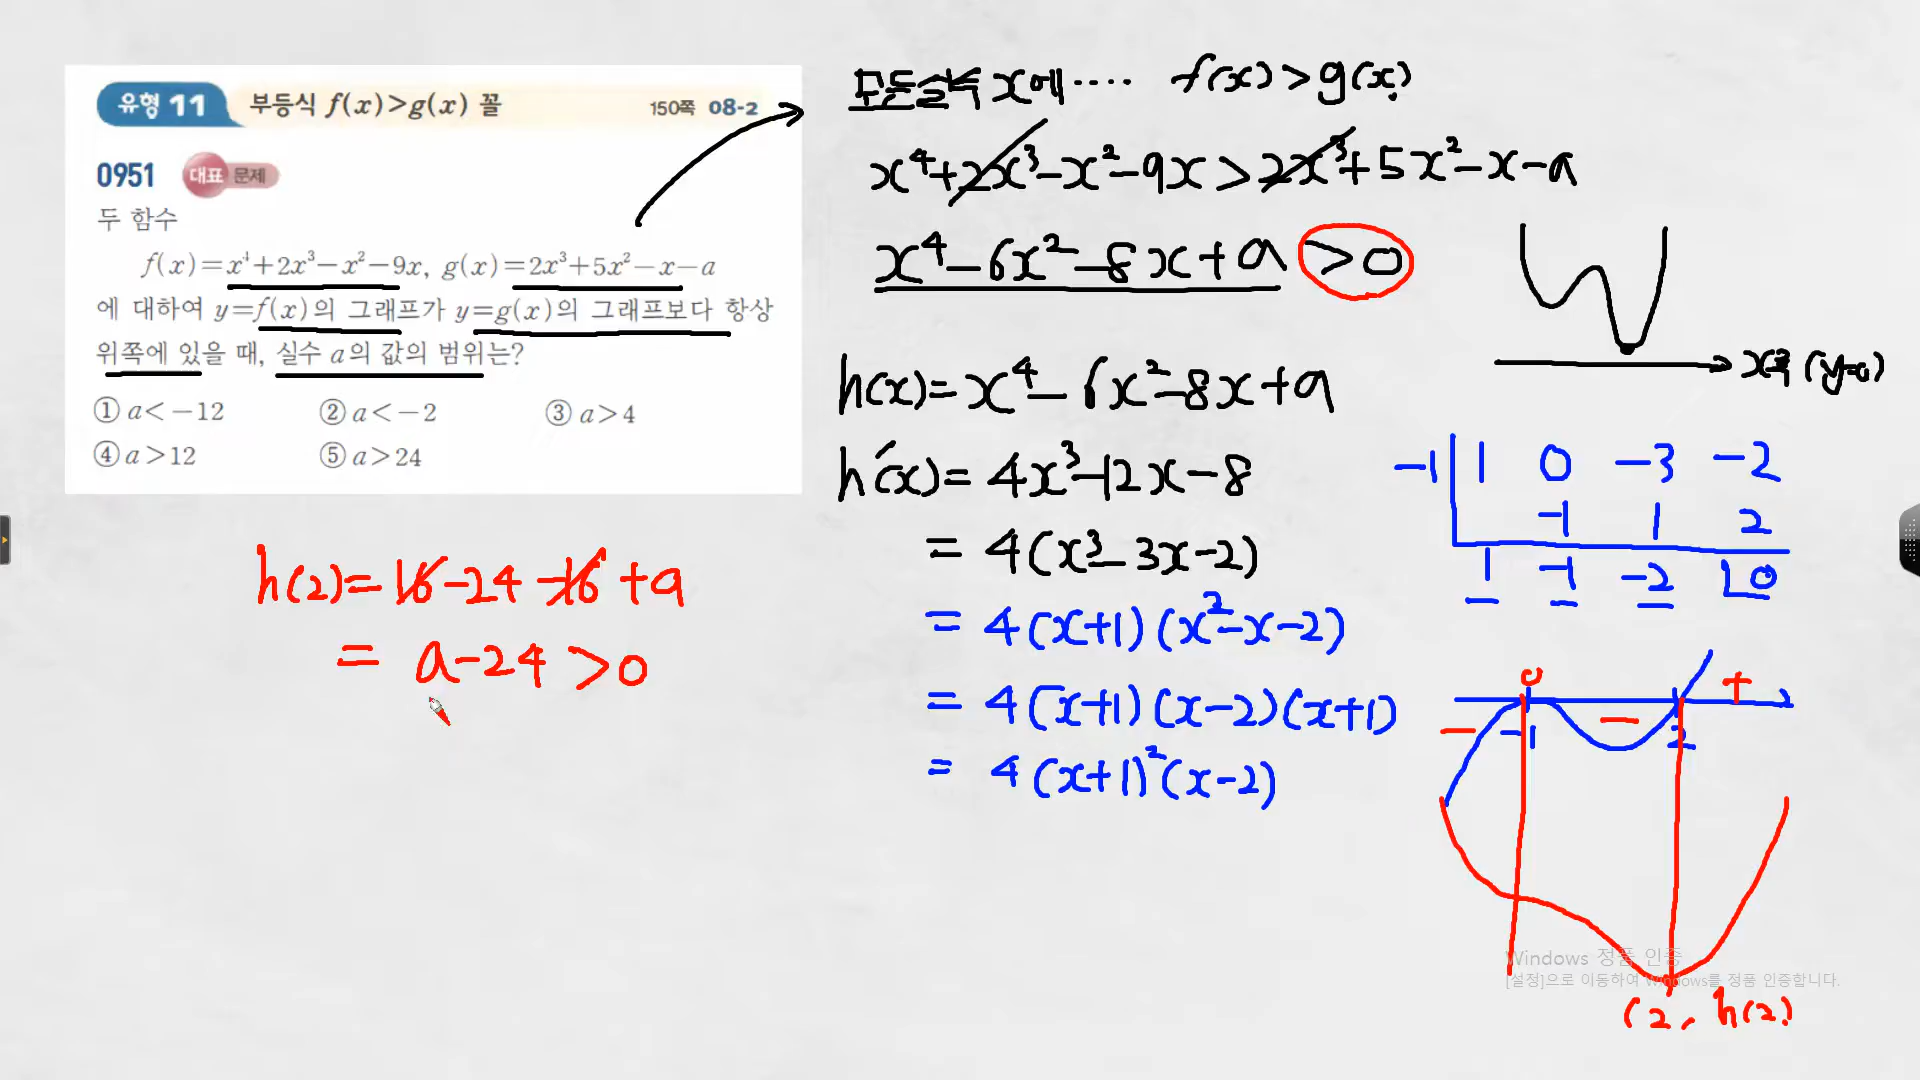 유형 11 부등식 f(x)>g(x) 꼴 150쪽 08-2
0951 대표 문제
두 함수
f(x)=x⁴+2x³−x²−9x, g(x)=2x³+5x²−x−a
에 대하여 y=f(x)의 그래프가 y=g(x)의 그래프보다 항상
위쪽에 있을 때, 실수 a의 값의 범위는?
① a<−12 ② a<−2 ③ a>4
④ a>12 ⑤ a>24
모든실수 x에‥‥ f(x)>g(x)
x⁴+2x³−x²−9x>2x³+5x²−x−a
x⁴−6x²−8x+a >0
x축 (y=0)
h(x)=x⁴−6x²−8x+a
h′(x)=4x³−12x−8
=4(x³−3x−2)
=4(x+1)(x²−x−2)
=4(x+1)(x−2)(x+1)
=4(x+1)²(x−2)
−1 1 0 −3 −2
−1 1 2
1 −1 −2 0
0 +
− −1 − 2
(2, h(2))
h(2)=16−24−16+a
= a−24 >0
Windows 정품 인증
[설정]으로 이동하여 Windows를 정품 인증합니다.